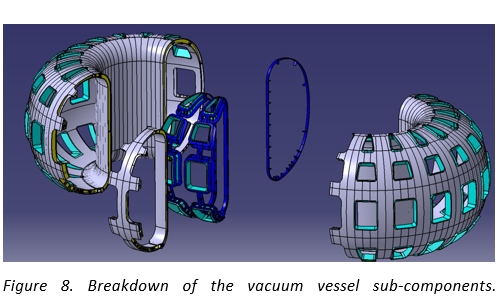 Figure 8. Breakdown of the vacuum vessel sub-components.